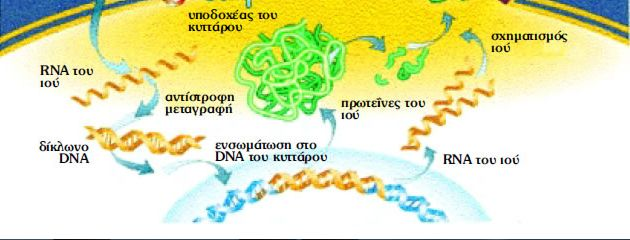 υποδοχέας του
κυττάρου
σχηματισμός
ιού
RNA του
ιού
αντίστροφη
μεταγραφή
πρωτεΐνες του
ιού
δίκλωνο
DNA
ενσωμάτωση στο
DNA του κυττάρου
RNA του ιού